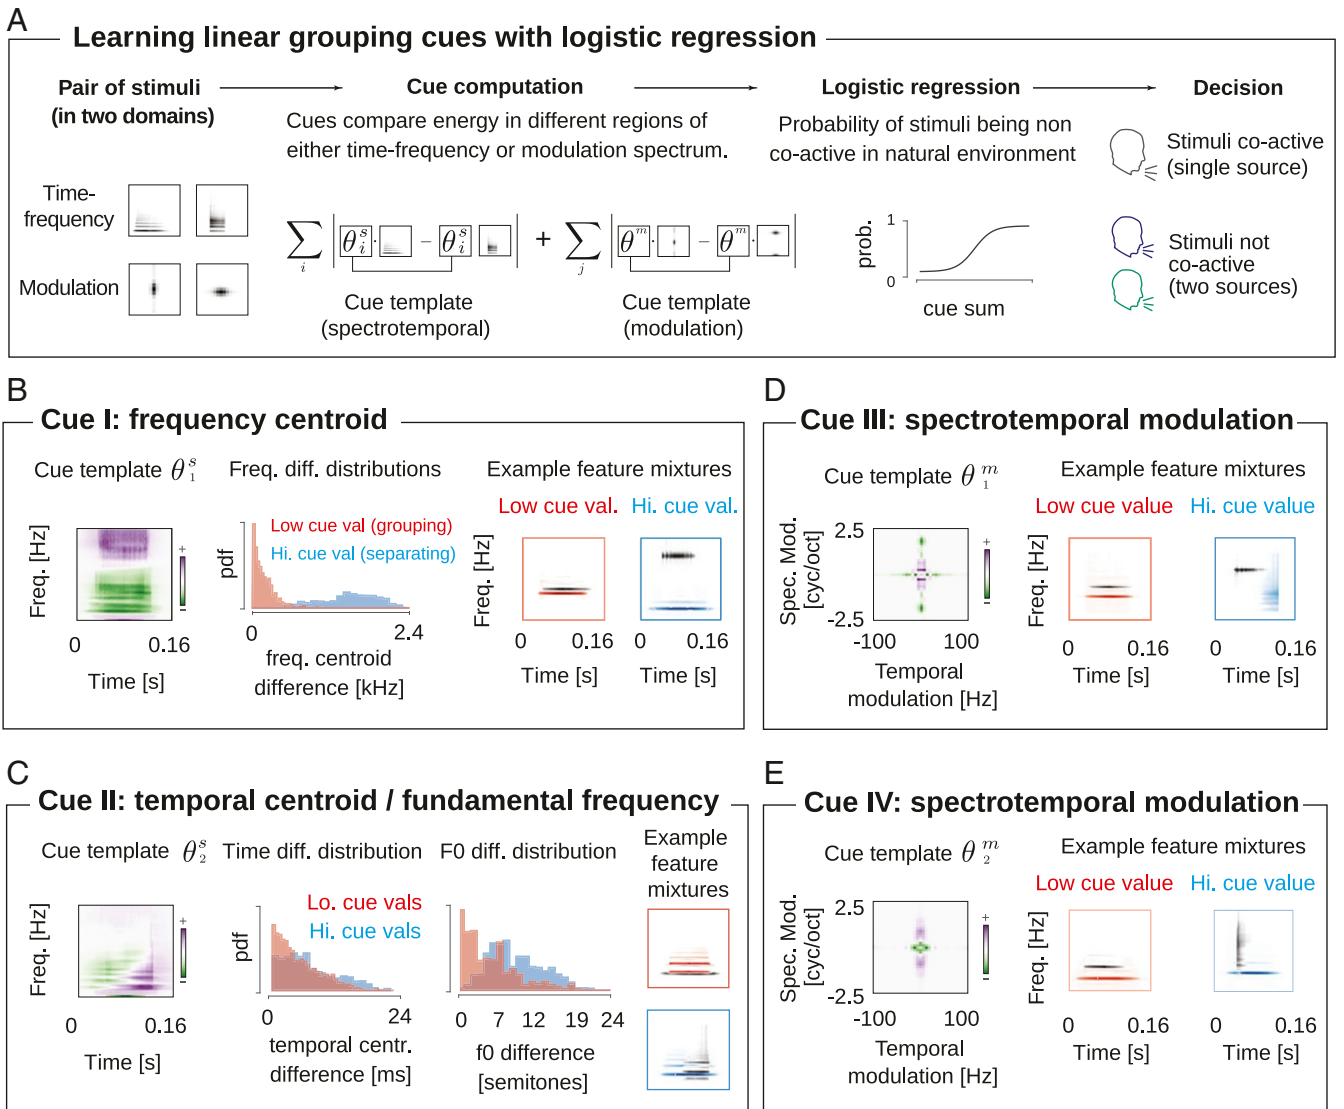 A
Learning linear grouping cues with logistic regression
Pair of stimuli
(in two domains)
Cue computation
Logistic regression
Decision
Cues compare energy in different regions of
either time-frequency or modulation spectrum.
Probability of stimuli being non
co-active in natural environment
Time-
frequency
Modulation
∑ i | θ i s · − θ i s | + ∑ j | θ m · − θ m · |
Cue template
(spectrotemporal)
Cue template
(modulation)
prob.
1
0
cue sum
Stimuli co-active
(single source)
Stimuli not
co-active
(two sources)
B
Cue I: frequency centroid
Cue template θ 1 s
Freq. diff. distributions
Example feature mixtures
Low cue val (grouping)
Hi. cue val (separating)
Low cue val.
Hi. cue val.
Freq. [Hz]
+
−
0
0.16
Time [s]
pdf
0
2.4
freq. centroid
difference [kHz]
Freq. [Hz]
0
0.16
0
0.16
Time [s]
Time [s]
D
Cue III: spectrotemporal modulation
Cue template θ 1 m
Example feature mixtures
Low cue value
Hi. cue value
Spec. Mod.
[cyc/oct]
2.5
-2.5
+
−
-100
100
Temporal
modulation [Hz]
Freq. [Hz]
0
0.16
0
0.16
Time [s]
Time [s]
C
Cue II: temporal centroid / fundamental frequency
Cue template θ 2 s
Time diff. distribution
F0 diff. distribution
Example
feature
mixtures
Lo. cue vals
Hi. cue vals
Freq. [Hz]
+
−
0
0.16
Time [s]
pdf
0
24
temporal centr.
difference [ms]
0
7
12
19
24
f0 difference
[semitones]
E
Cue IV: spectrotemporal modulation
Cue template θ 2 m
Example feature mixtures
Low cue value
Hi. cue value
Spec. Mod.
[cyc/oct]
2.5
-2.5
+
−
-100
100
Temporal
modulation [Hz]
Freq. [Hz]
0
0.16
0
0.16
Time [s]
Time [s]